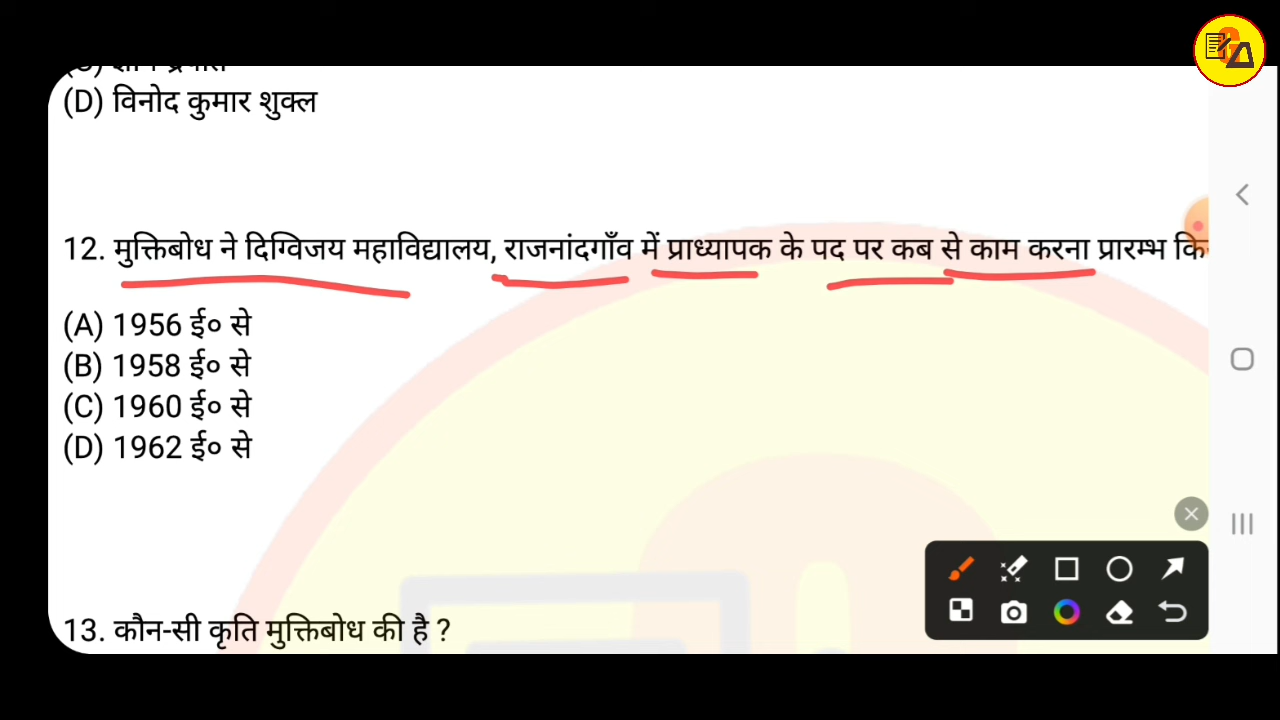 (D) विनोद कुमार शुक्ल
12. मुक्तिबोध ने दिग्विजय महाविद्यालय, राजनांदगाँव में प्राध्यापक के पद पर कब से काम करना प्रारम्भ
(A) 1956 ई० से
(B) 1958 ई० से
(C) 1960 ई० से
(D) 1962 ई० से
13. कौन-सी कृति मुक्तिबोध की है ?